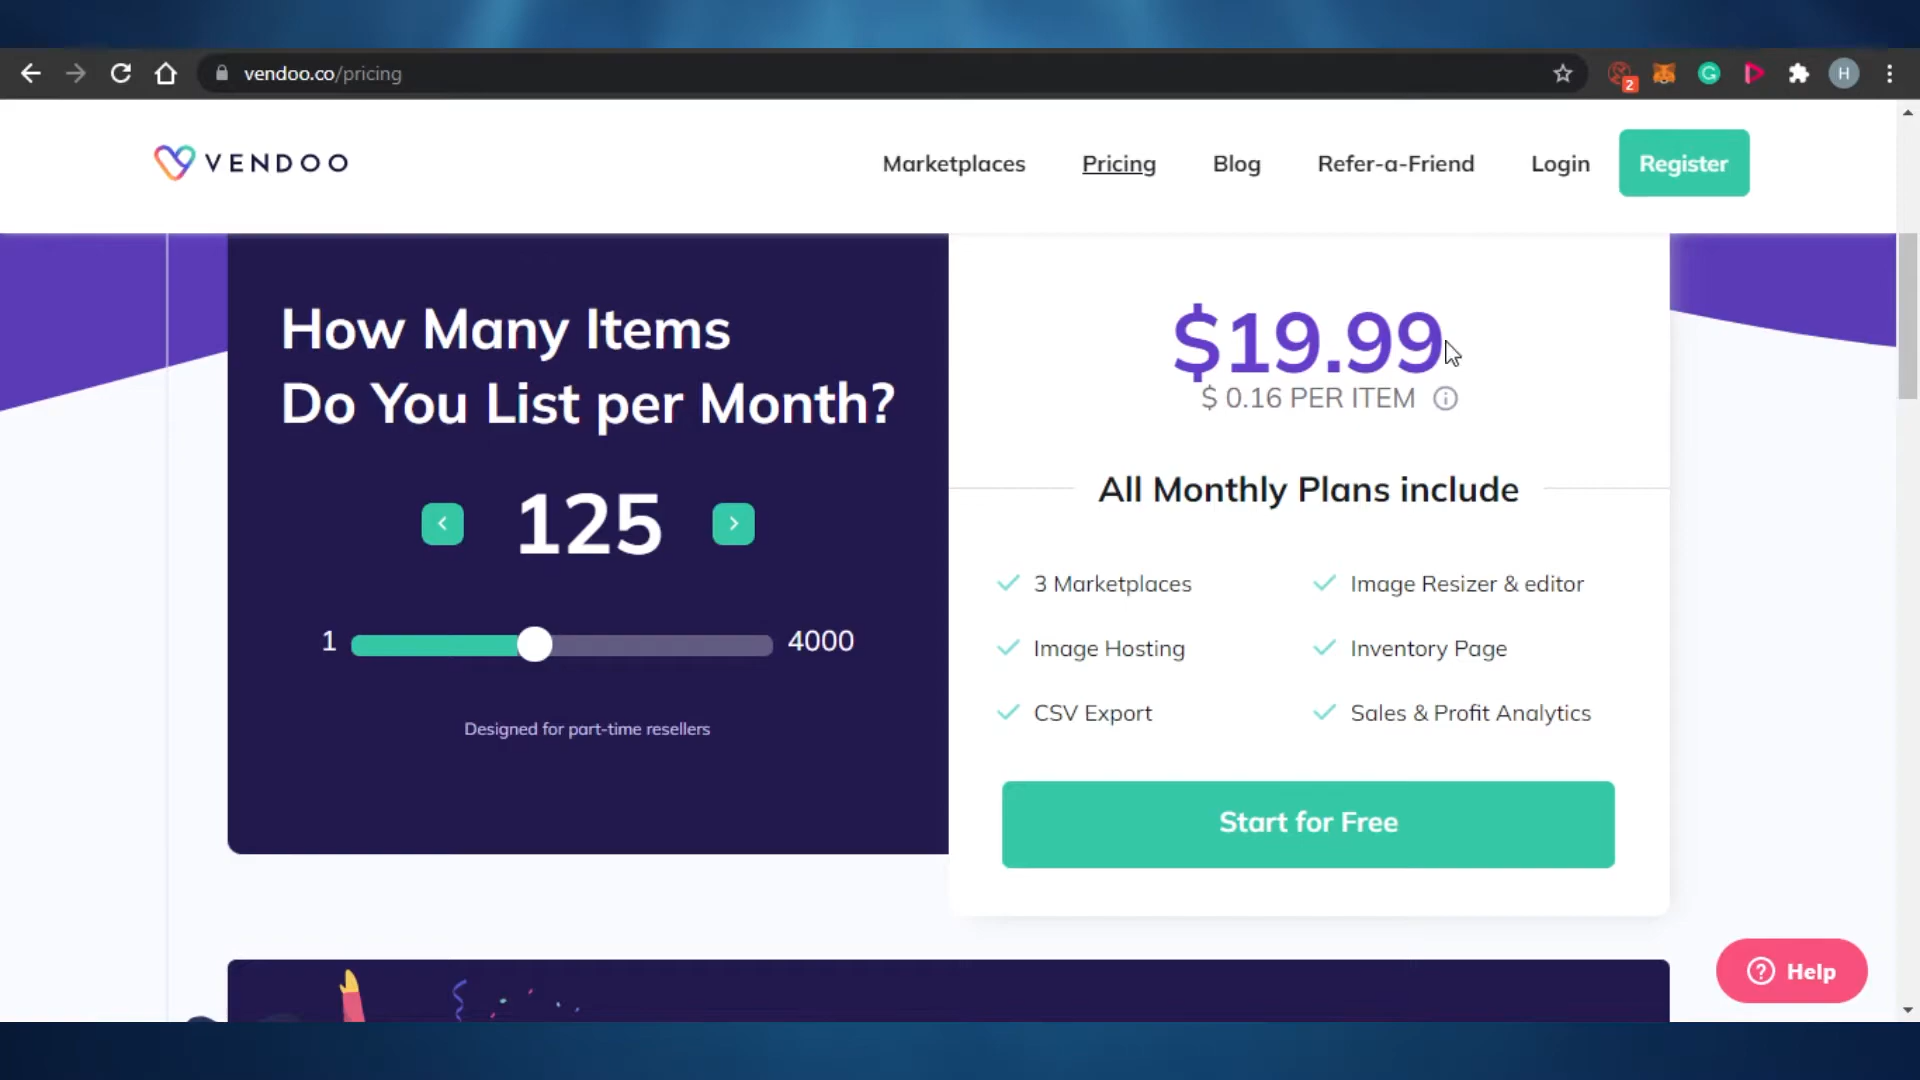 vendoo.co/pricing
2
H
VENDOO
Marketplaces
Pricing
Blog
Refer-a-Friend
Login
Register
How Many Items
Do You List per Month?
125
1
4000
Designed for part-time resellers
$19.99
$ 0.16 PER ITEM
All Monthly Plans include
3 Marketplaces
Image Resizer & editor
Image Hosting
Inventory Page
CSV Export
Sales & Profit Analytics
Start for Free
Help